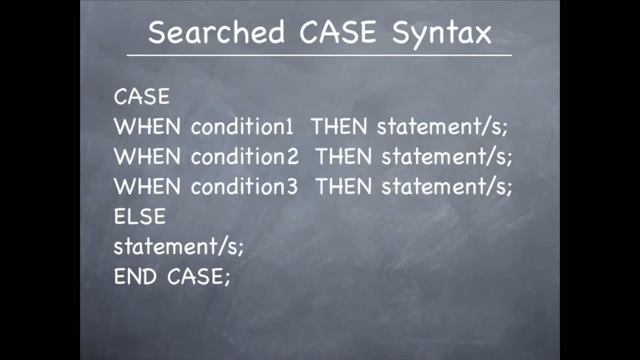 Searched CASE Syntax
CASE
WHEN condition1 THEN statement/s;
WHEN condition2 THEN statement/s;
WHEN condition3 THEN statement/s;
ELSE
statement/s;
END CASE;